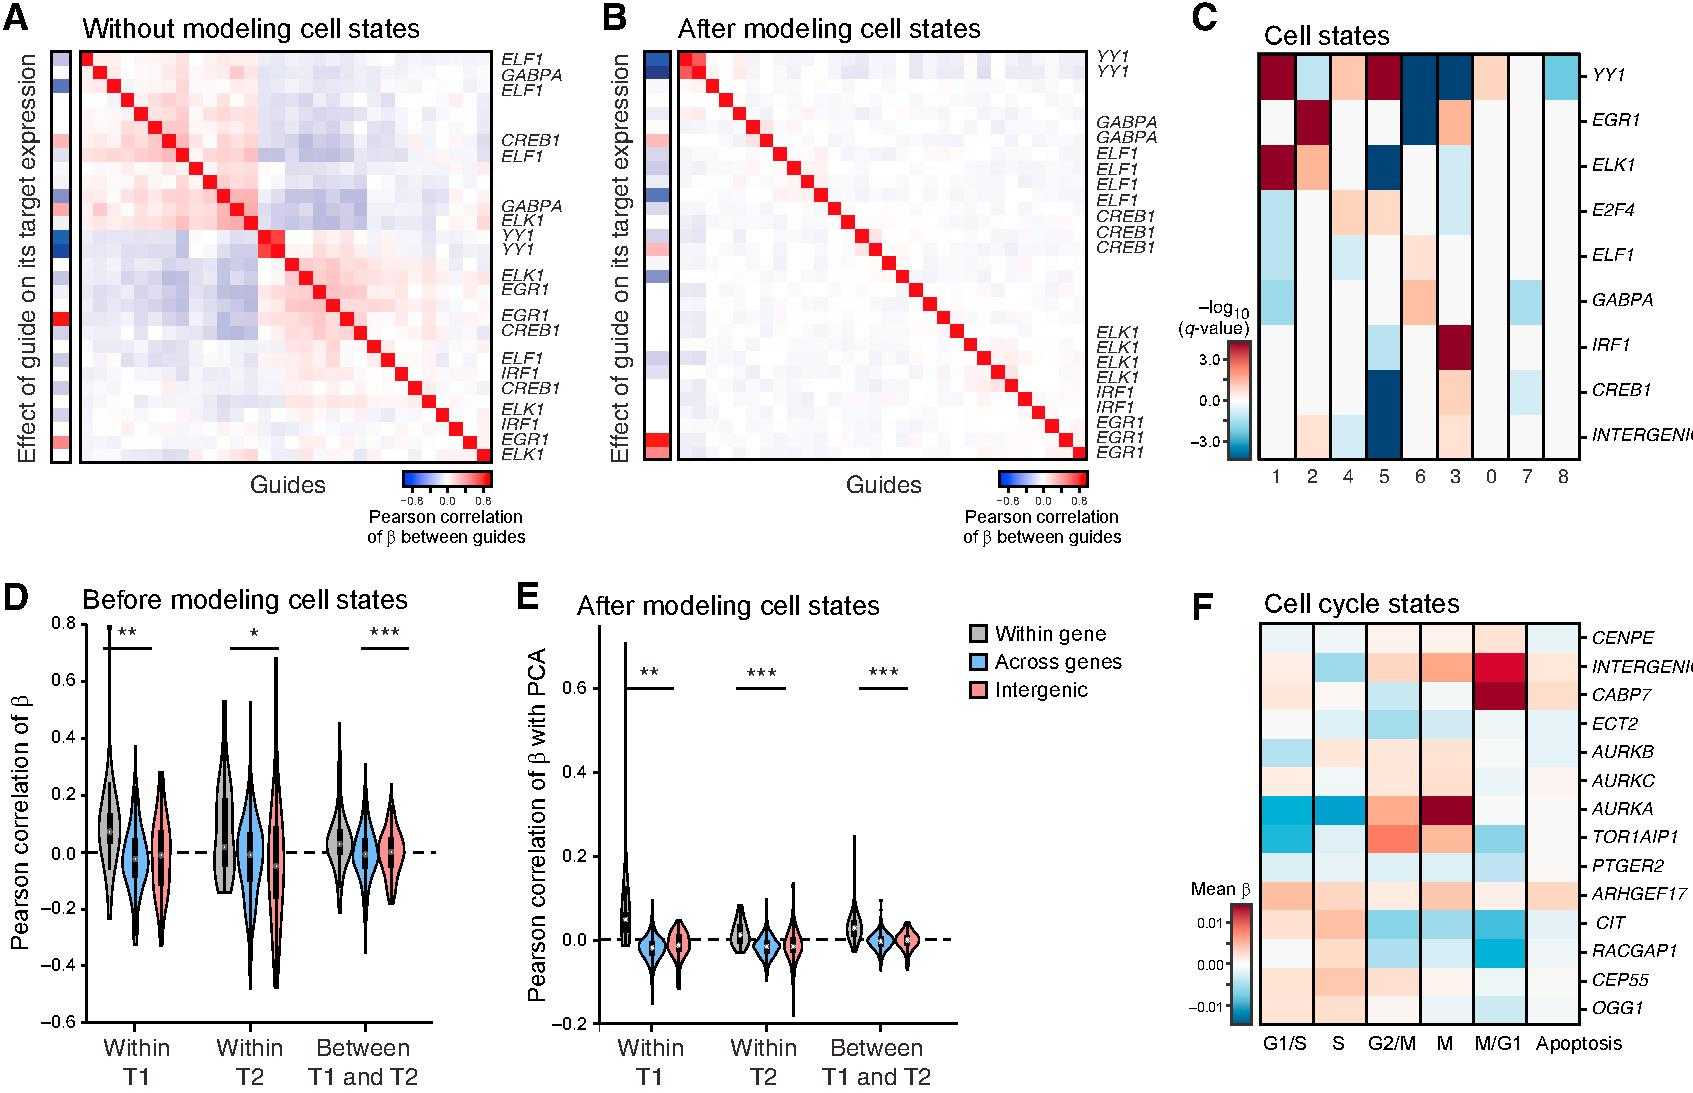 A
Without modeling cell states
Effect of guide on its target expression
ELF1
GABPA
ELF1
CREB1
ELF1
GABPA
ELK1
YY1
YY1
ELK1
EGR1
EGR1
CREB1
ELF1
IRF1
CREB1
ELK1
IRF1
EGR1
ELK1
Guides
−0.8 0.0 0.8
Pearson correlation
of β between guides
B
After modeling cell states
Effect of guide on its target expression
YY1
YY1
GABPA
GABPA
ELF1
ELF1
ELF1
ELF1
CREB1
CREB1
CREB1
ELK1
ELK1
ELK1
ELK1
IRF1
IRF1
EGR1
EGR1
EGR1
Guides
−0.8 0.0 0.8
Pearson correlation
of β between guides
C
Cell states
YY1
EGR1
ELK1
E2F4
ELF1
GABPA
IRF1
CREB1
INTERGENIC
−log10
(q-value)
3.0
0.0
−3.0
1 2 4 5 6 3 0 7 8
D
Before modeling cell states
Pearson correlation of β
0.8
0.6
0.4
0.2
0.0
−0.2
−0.4
−0.6
** * ***
Within Within Between
T1 T2 T1 and T2
E
After modeling cell states
Pearson correlation of β with PCA
0.6
0.4
0.2
0.0
−0.2
** *** ***
Within Within Between
T1 T2 T1 and T2
Within gene
Across genes
Intergenic
F
Cell cycle states
CENPE
INTERGENIC
CABP7
ECT2
AURKB
AURKC
AURKA
TOR1AIP1
PTGER2
ARHGEF17
CIT
RACGAP1
CEP55
OGG1
Mean β
0.01
0.00
−0.01
G1/S S G2/M M M/G1 Apoptosis